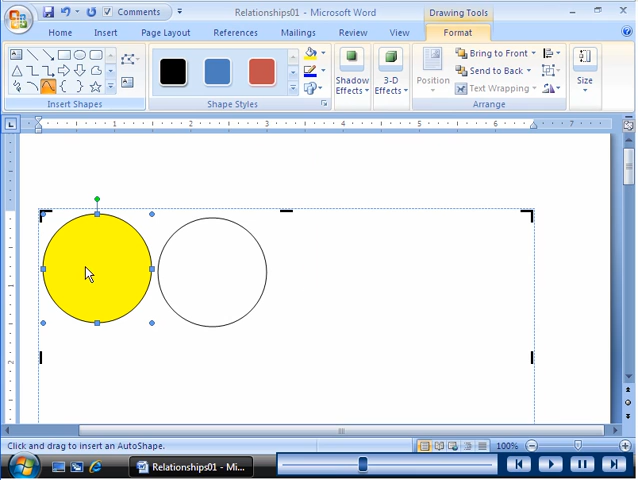 Comments
Relationships01 - Microsoft Word
Drawing Tools
Home
Insert
Page Layout
References
Mailings
Review
View
Format
Insert Shapes
Shape Styles
Shadow
Effects
3-D
Effects
Position
Bring to Front
Send to Back
Text Wrapping
Arrange
Size
1 2 3 4 5 6 7
2
Click and drag to insert an AutoShape.
100%
Relationships01 - Mi...